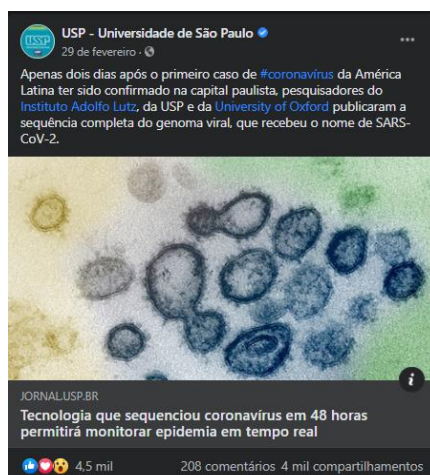 USP - Universidade de São Paulo
29 de fevereiro ·
Apenas dois dias após o primeiro caso de #coronavírus da América
Latina ter sido confirmado na capital paulista, pesquisadores do
Instituto Adolfo Lutz, da USP e da University of Oxford publicaram a
sequência completa do genoma viral, que recebeu o nome de SARS-
CoV-2.
JORNAL.USP.BR
Tecnologia que sequenciou coronavírus em 48 horas
permitirá monitorar epidemia em tempo real
4,5 mil 208 comentários 4 mil compartilhamentos